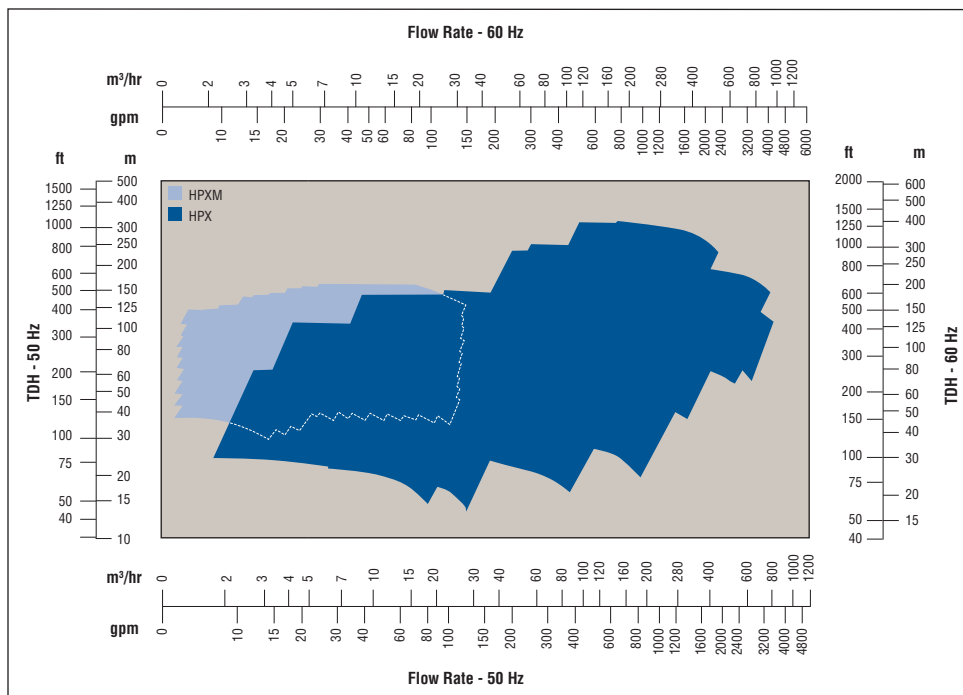 Flow Rate - 60 Hz
m³/hr 0 2 3 4 5 7 10 15 20 30 40 60 80 100 120 160 200 280 400 600 800 1000 1200
gpm 0 10 15 20 30 40 50 60 80 100 150 200 300 400 600 800 1000 1200 1600 2000 2400 3200 4000 4800 6000
ft m
TDH - 50 Hz
1500 1250 1000 800 600 500 400 300 200 150 100 75 50 40
500 400 300 250 200 150 125 100 80 60 50 40 30 20 15 10
HPXM
HPX
ft m
2000 1500 1250 1000 800 600 500 400 300 200 150 100 75 50 40
600 500 400 300 250 200 150 125 100 80 60 50 40 30 20 15
TDH - 60 Hz
m³/hr 0 2 3 4 5 7 10 15 20 30 40 60 80 100 120 160 200 280 400 600 800 1000 1200
gpm 0 10 20 30 40 60 80 100 150 200 300 400 600 800 1000 1200 1600 2000 2400 3200 4000 4800
Flow Rate - 50 Hz